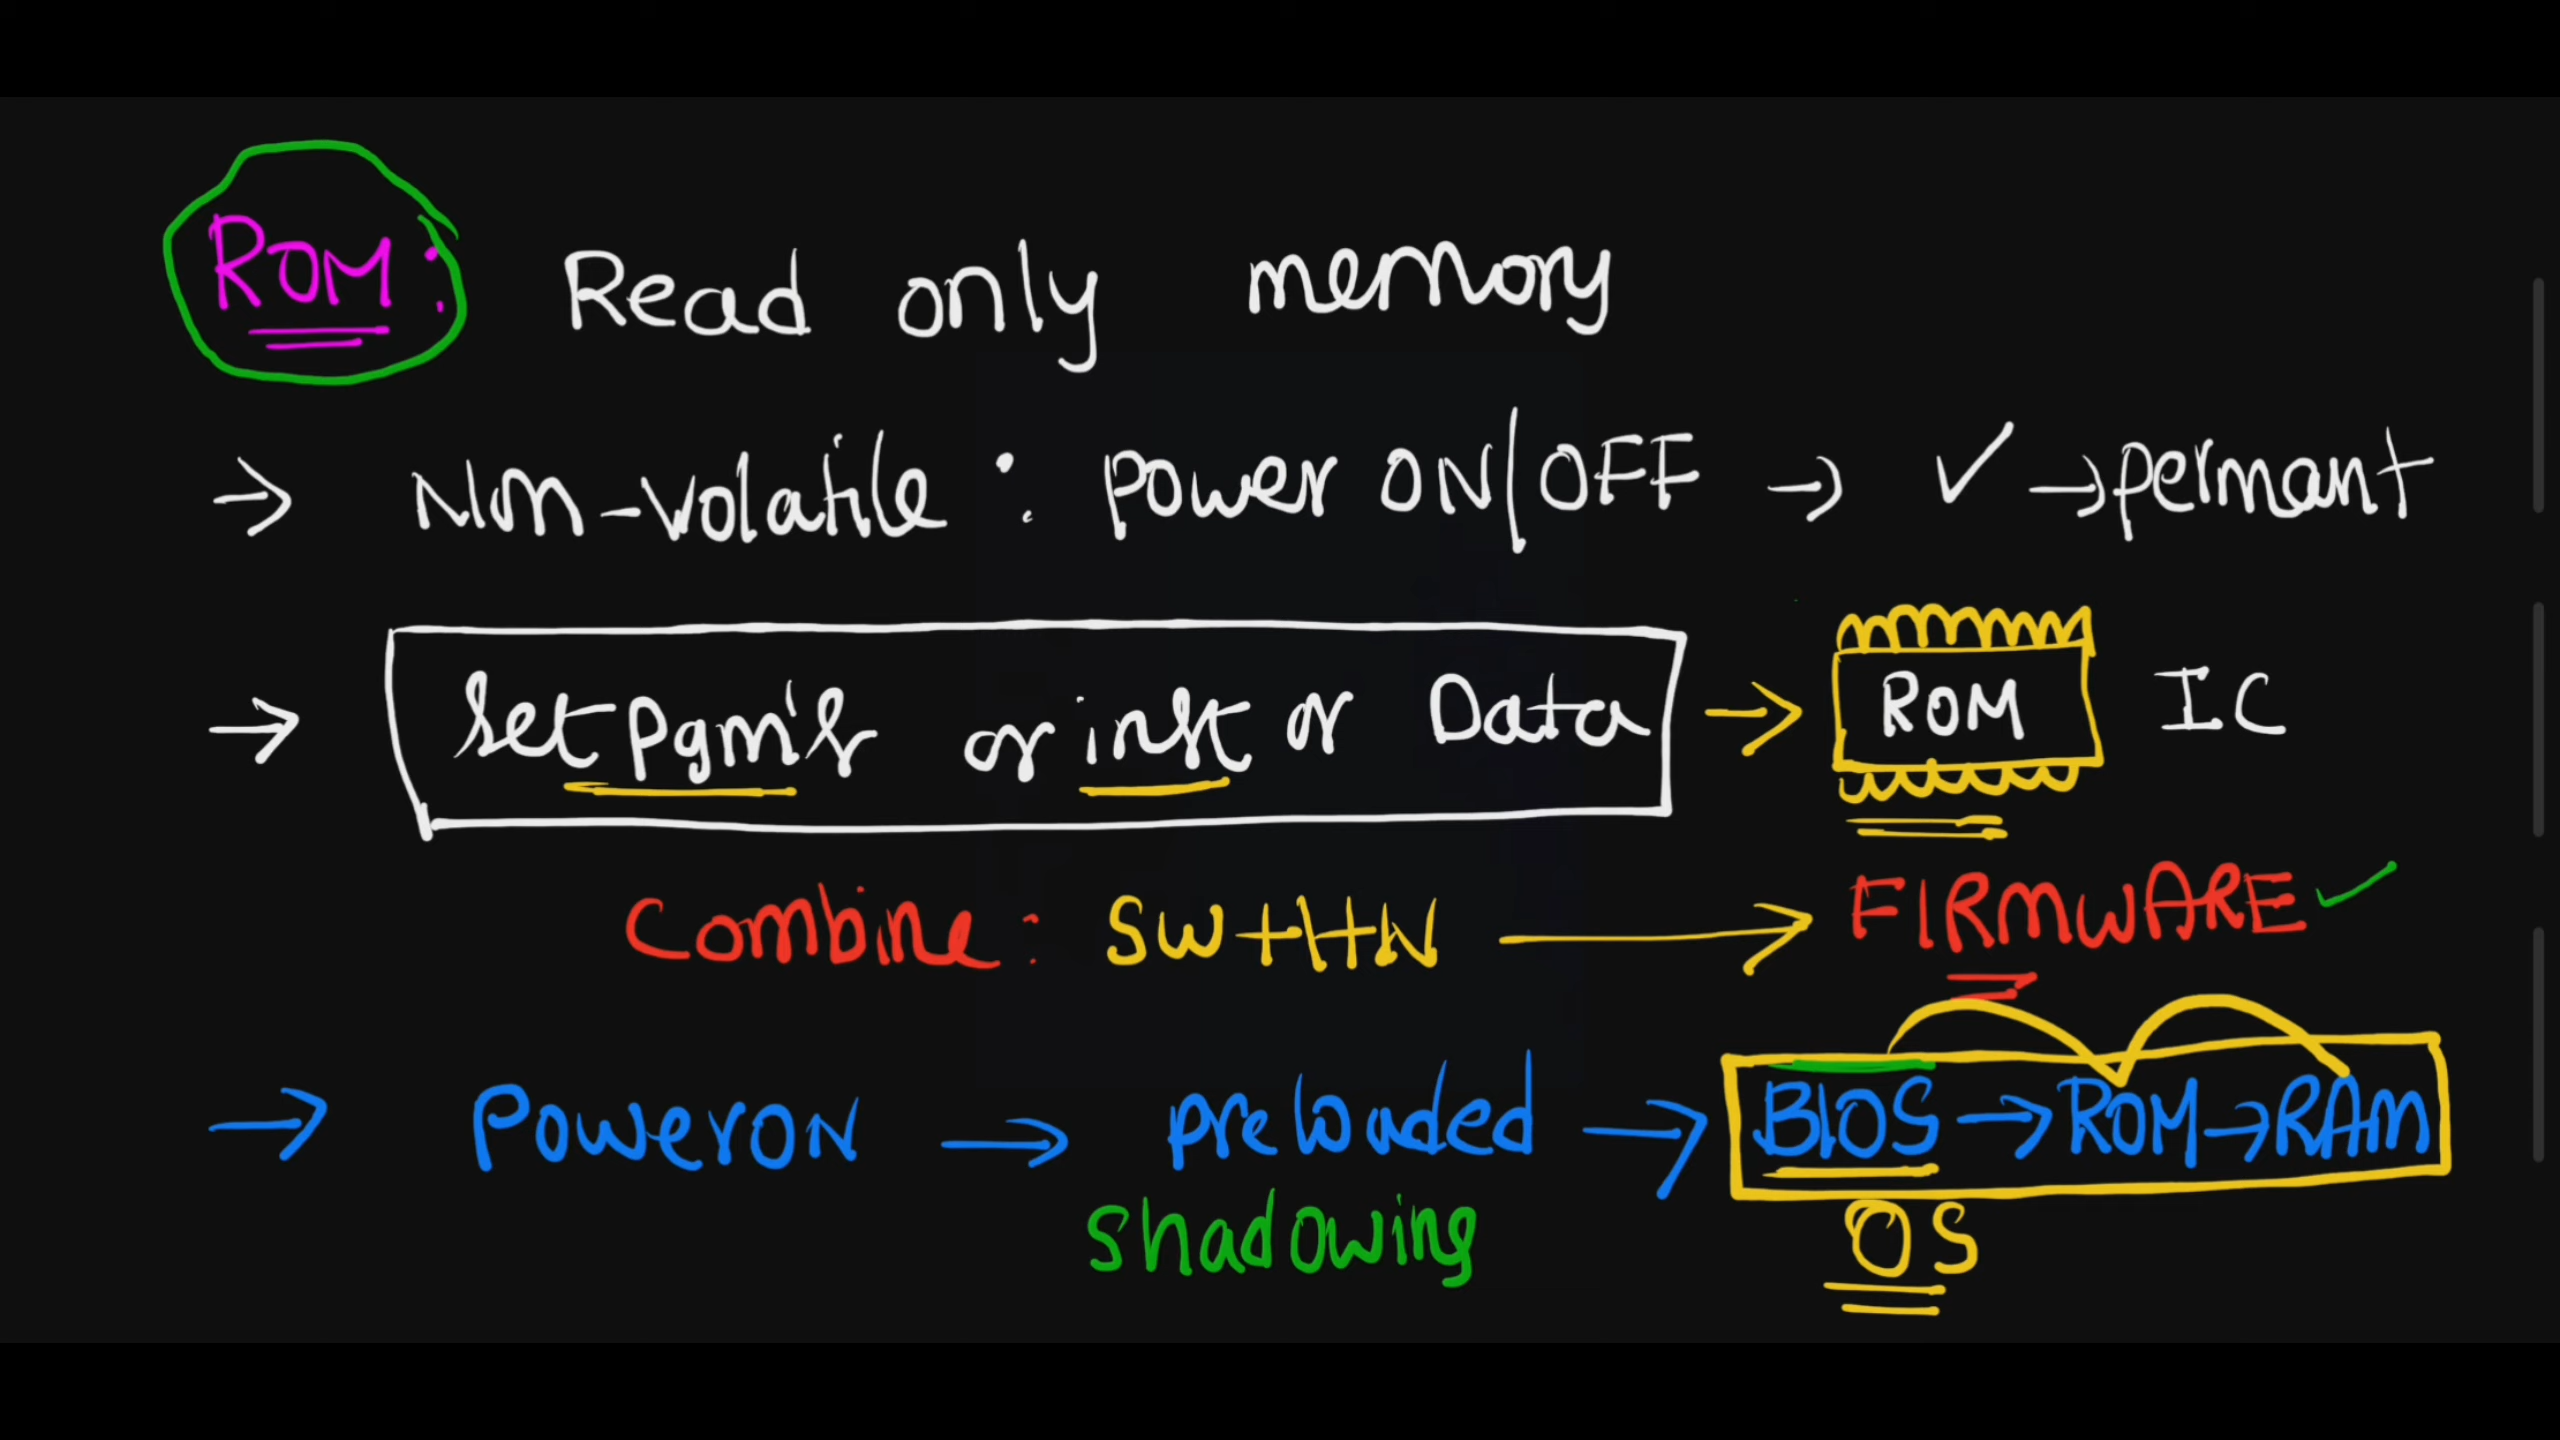 ROM: Read only memory
→ Non-volatile : power ON/OFF → ✓ → permant
→ Set pgm's or inst or Data → ROM IC
Combine: SW+HW → FIRMWARE ✓
→ PowerON → preloaded → BIOS → ROM → RAM
shadowing OS